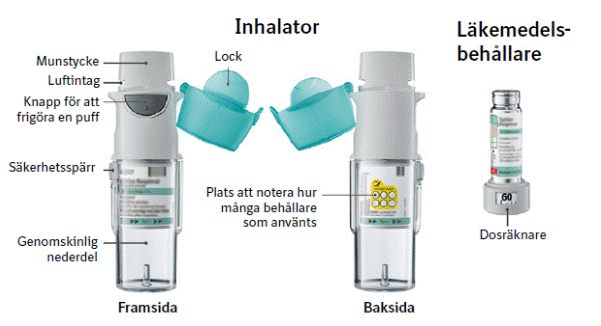 Inhalator
Läkemedels-
behållare
Munstycke
Luftintag
Knapp för att
frigöra en puff
Säkerhetsspärr
Genomskinlig
nederdel
Lock
Plats att notera hur
många behållare
som använts
60
Dosräknare
Framsida
Baksida